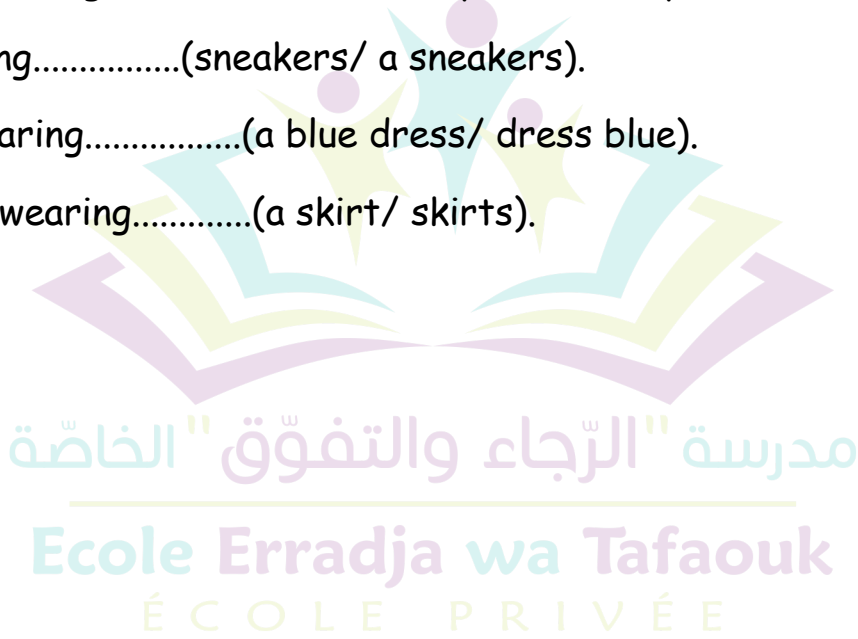 ng................(sneakers/ a sneakers).
aring.................(a blue dress/ dress blue).
wearing.............(a skirt/ skirts).
مدرسة "الرّجاء والتفوّق" الخاصّة
Ecole Erradja wa Tafaouk
ÉCOLE PRIVÉE